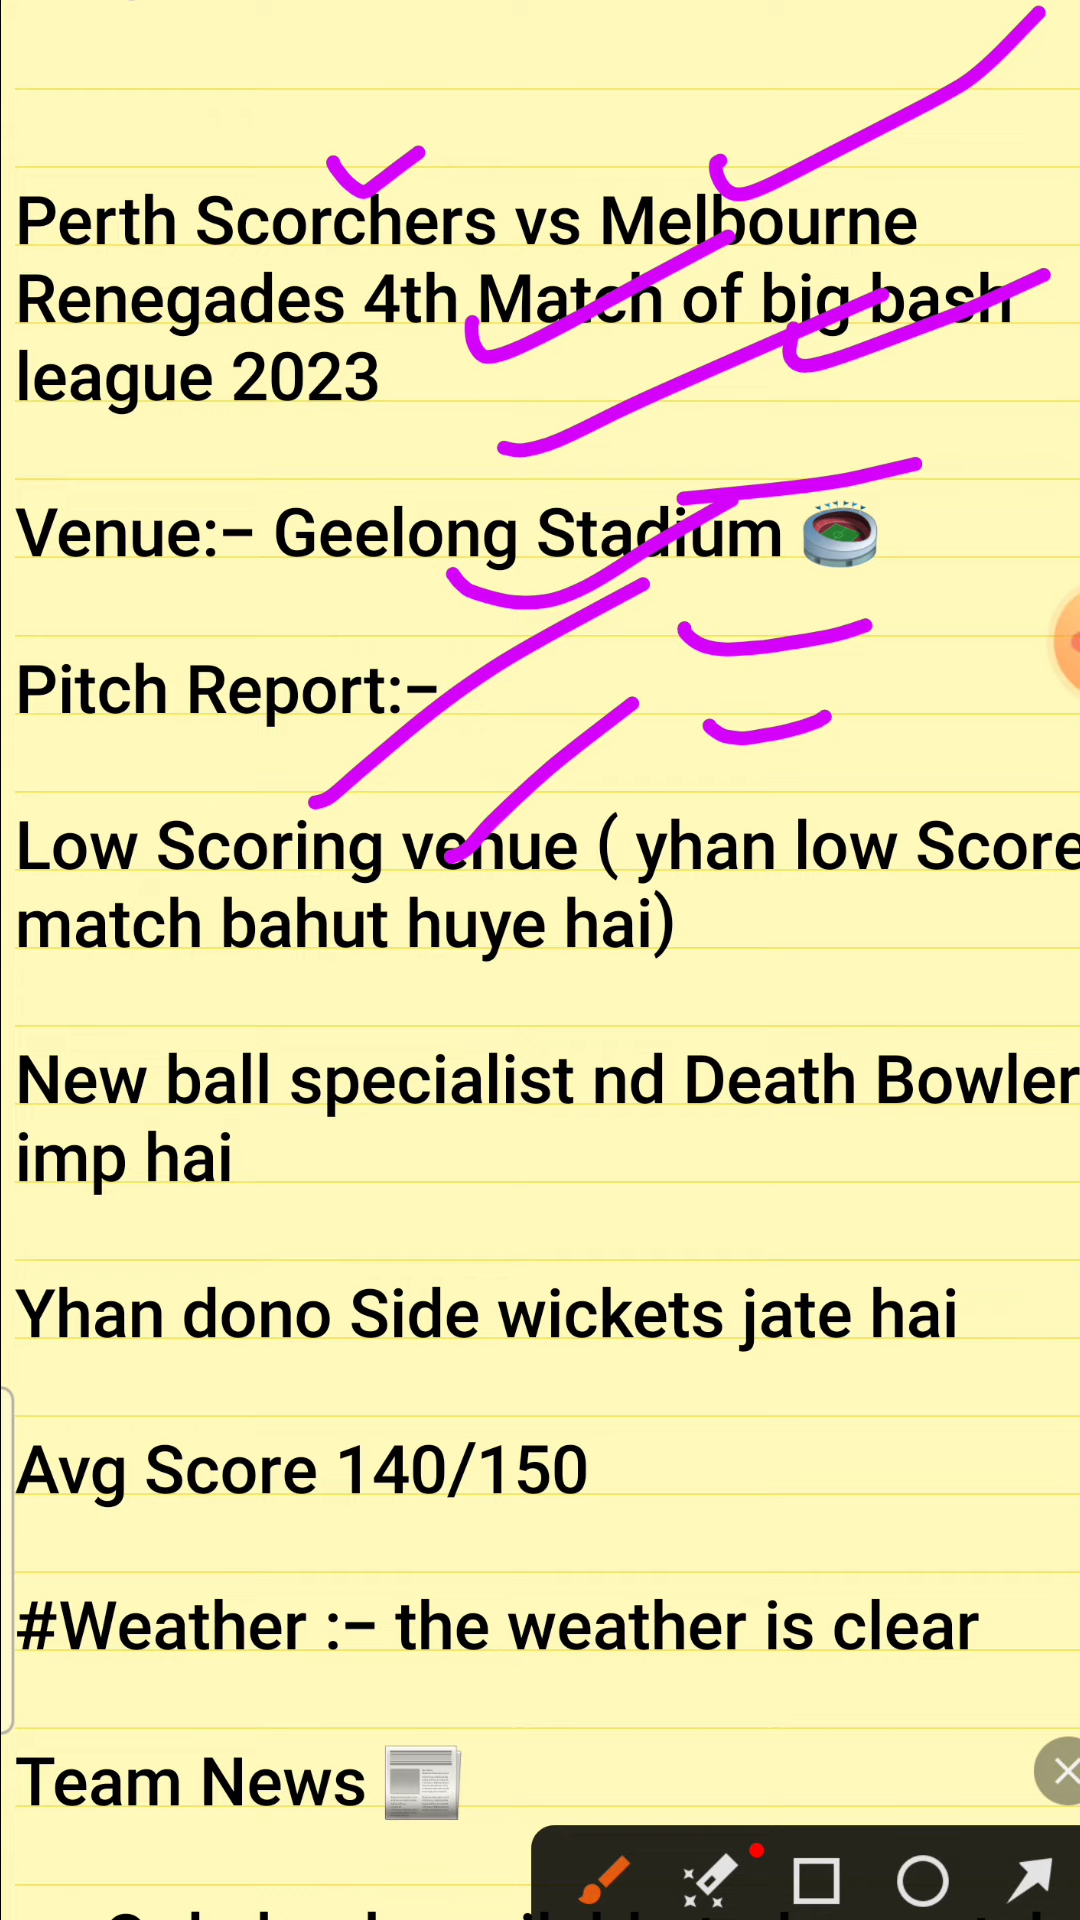 Perth Scorchers vs Melbourne
Renegades 4th Match of big bash
league 2023
Venue:– Geelong Stadium
Pitch Report:–
Low Scoring venue ( yhan low Score
match bahut huye hai)
New ball specialist nd Death Bowler
imp hai
Yhan dono Side wickets jate hai
Avg Score 140/150
#Weather :– the weather is clear
Team News